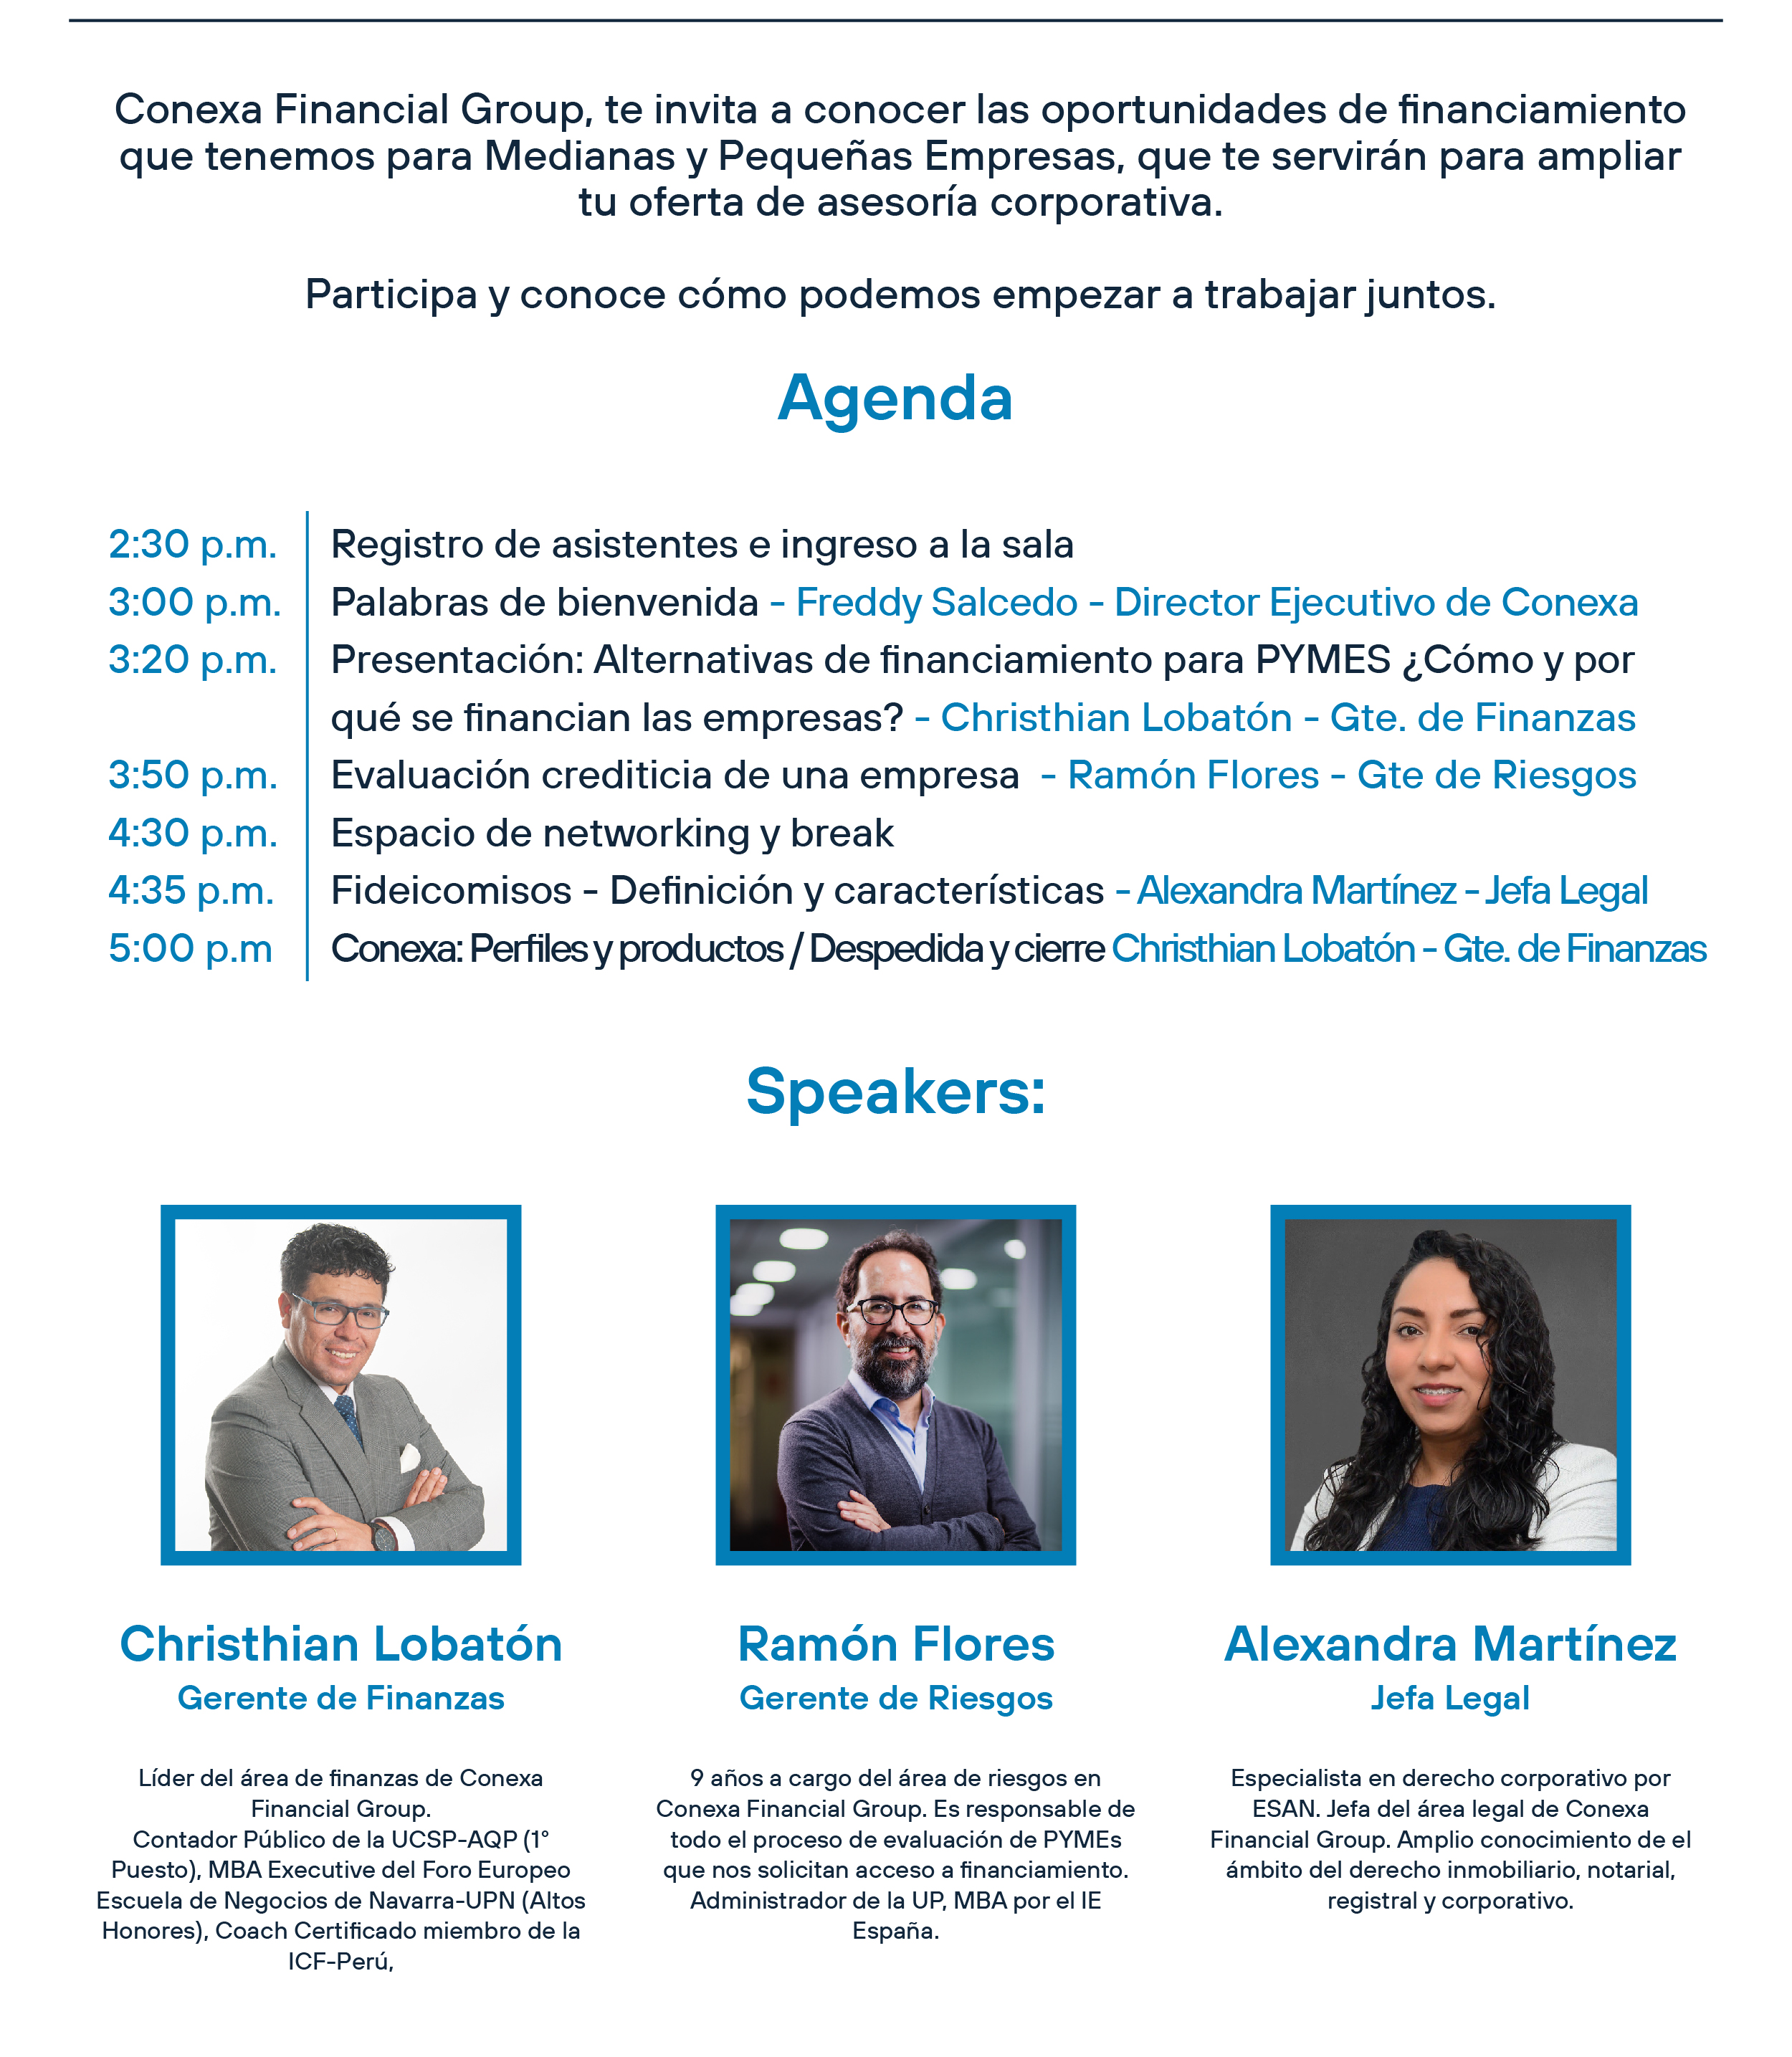 Conexa Financial Group, te invita a conocer las oportunidades de financiamiento
que tenemos para Medianas y Pequeñas Empresas, que te servirán para ampliar
tu oferta de asesoría corporativa.
Participa y conoce cómo podemos empezar a trabajar juntos.
Agenda
2:30 p.m. Registro de asistentes e ingreso a la sala
3:00 p.m. Palabras de bienvenida - Freddy Salcedo - Director Ejecutivo de Conexa
3:20 p.m. Presentación: Alternativas de financiamiento para PYMES ¿Cómo y por
qué se financian las empresas? - Christhian Lobatón - Gte. de Finanzas
3:50 p.m. Evaluación crediticia de una empresa - Ramón Flores - Gte de Riesgos
4:30 p.m. Espacio de networking y break
4:35 p.m. Fideicomisos - Definición y características - Alexandra Martínez - Jefa Legal
5:00 p.m Conexa: Perfiles y productos / Despedida y cierre Christhian Lobatón - Gte. de Finanzas
Speakers:
Christhian Lobatón
Gerente de Finanzas
Líder del área de finanzas de Conexa
Financial Group.
Contador Público de la UCSP-AQP (1°
Puesto), MBA Executive del Foro Europeo
Escuela de Negocios de Navarra-UPN (Altos
Honores), Coach Certificado miembro de la
ICF-Perú,
Ramón Flores
Gerente de Riesgos
9 años a cargo del área de riesgos en
Conexa Financial Group. Es responsable de
todo el proceso de evaluación de PYMEs
que nos solicitan acceso a financiamiento.
Administrador de la UP, MBA por el IE
España.
Alexandra Martínez
Jefa Legal
Especialista en derecho corporativo por
ESAN. Jefa del área legal de Conexa
Financial Group. Amplio conocimiento de el
ámbito del derecho inmobiliario, notarial,
registral y corporativo.